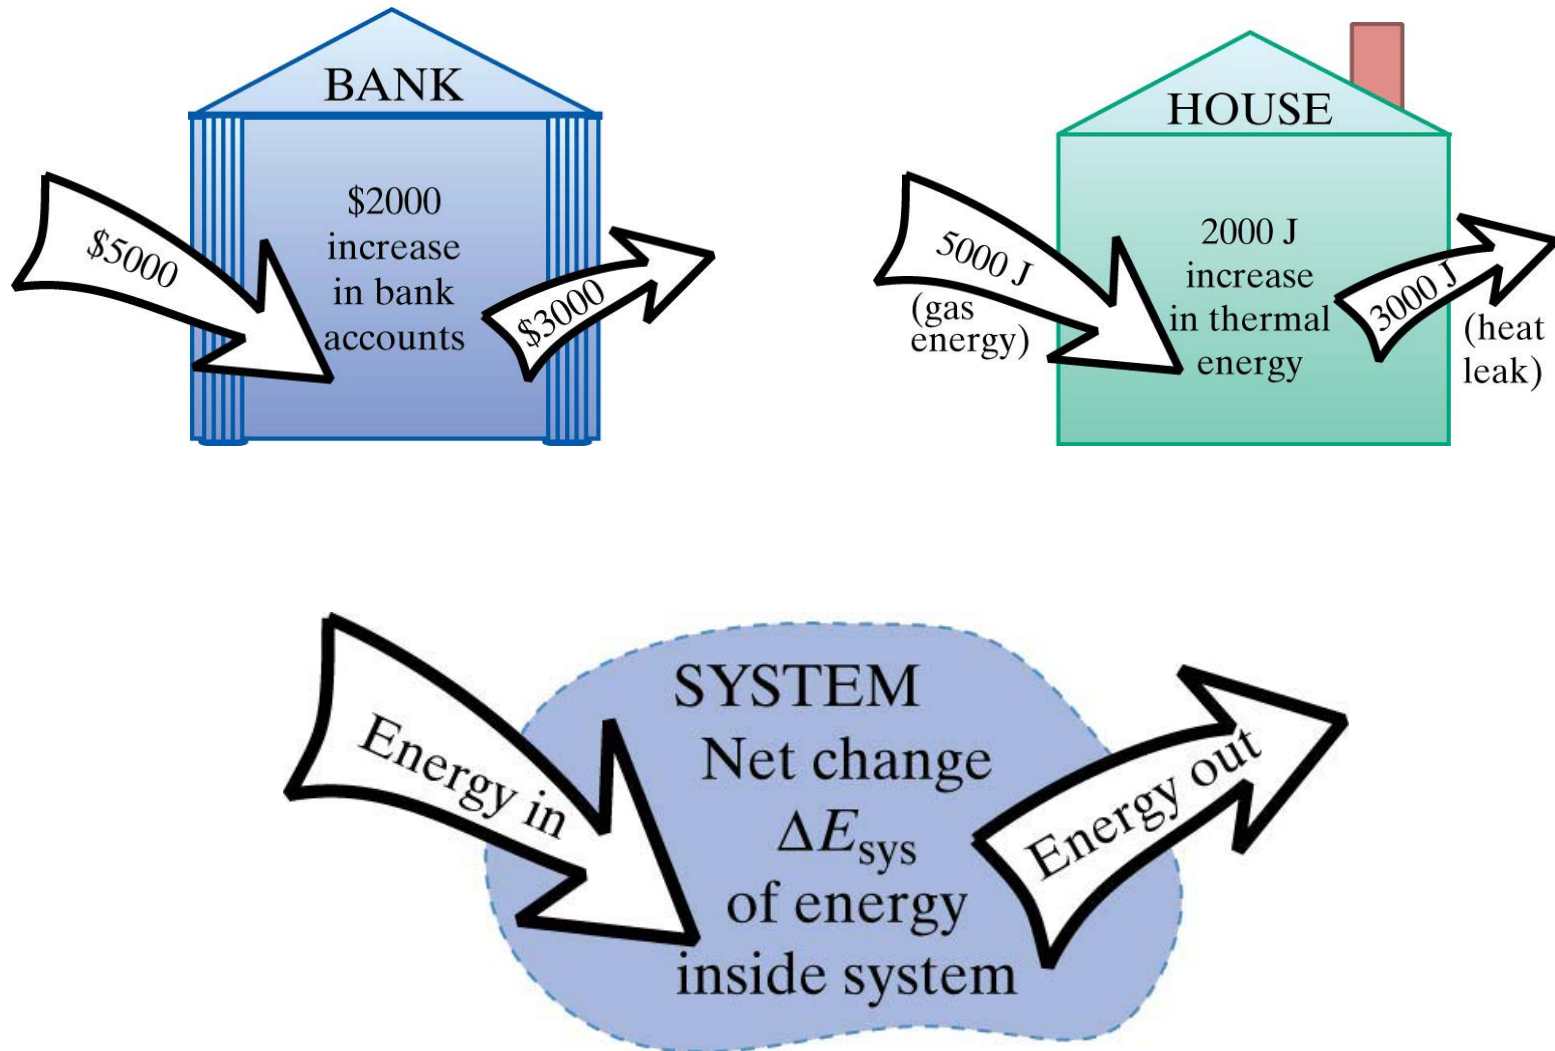 BANK
$2000
increase
in bank
accounts
$5000
$3000
HOUSE
2000 J
increase
in thermal
energy
5000 J
(gas
energy)
3000 J
(heat
leak)
SYSTEM
Net change
ΔEsys
of energy
inside system
Energy in
Energy out